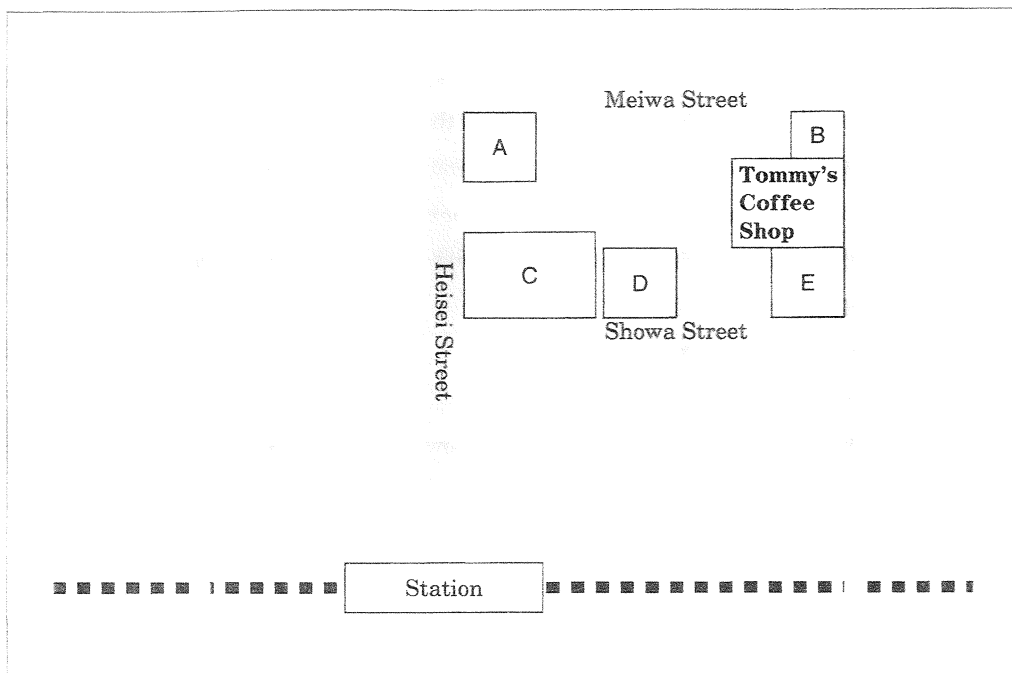 Meiwa Street
A
B
Tommy's
Coffee
Shop
C
D
E
Heisei Street
Showa Street
Station